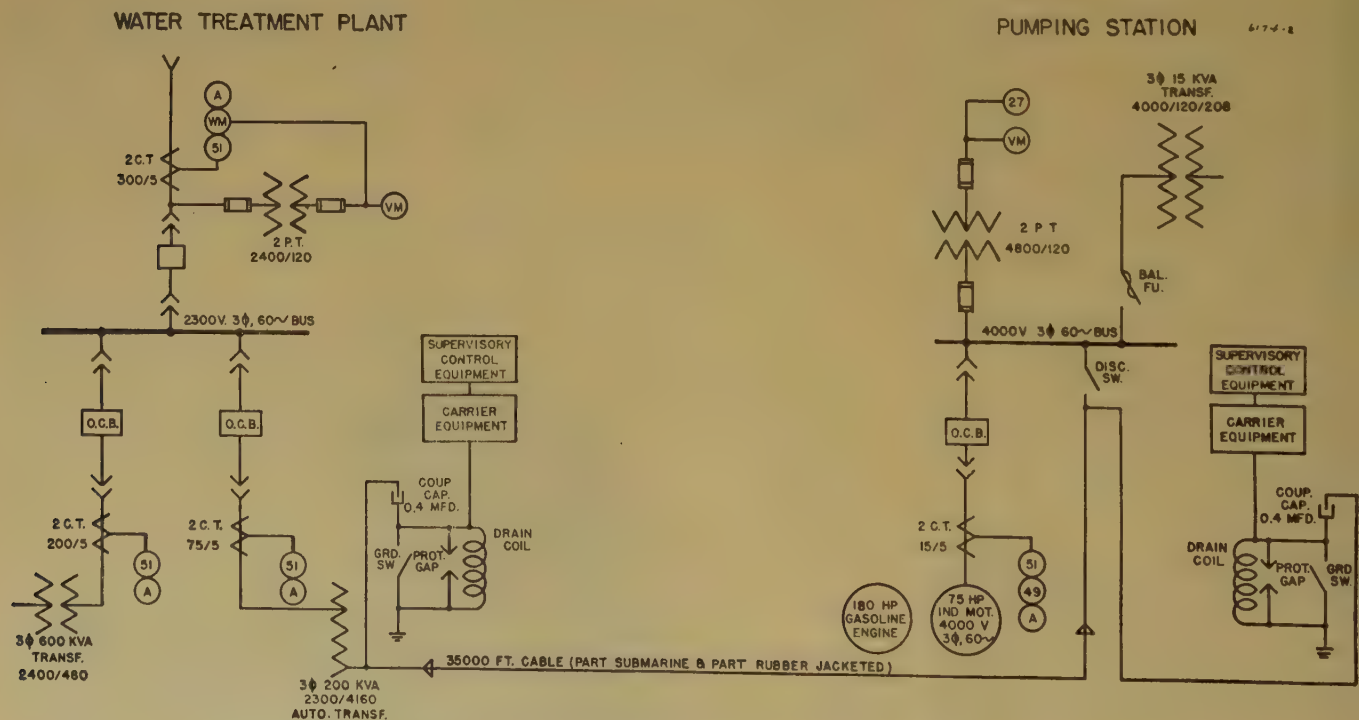 WATER TREATMENT PLANT
PUMPING STATION
6174-2
A
WM
51
2 C.T
300/5
VM
2 P.T.
2400/120
2300V. 3ϕ, 60~ BUS
O.C.B.
O.C.B.
2 C.T.
200/5
51
A
3ϕ 600 KVA
TRANSF.
2400/480
2 C.T.
75/5
51
A
3ϕ 200 KVA
2300/4160
AUTO. TRANSF.
SUPERVISORY
CONTROL
EQUIPMENT
CARRIER
EQUIPMENT
COUP
CAP.
0.4 MFD.
GRD.
SW
PROT.
GAP
DRAIN
COIL
35000 FT. CABLE (PART SUBMARINE & PART RUBBER JACKETED)
27
VM
2 P T
4800/120
3ϕ 15 KVA
TRANSF.
4000/120/208
BAL.
FU.
4000V 3ϕ 60~ BUS
DISC.
SW.
O.C.B.
2 C.T.
15/5
51
49
A
180 HP
GASOLINE
ENGINE
75 HP
IND MOT.
4000 V
3ϕ, 60~
SUPERVISORY
CONTROL
EQUIPMENT
CARRIER
EQUIPMENT
COUP.
CAP.
0.4 MFD.
DRAIN
COIL
PROT.
GAP
GRD
SW.